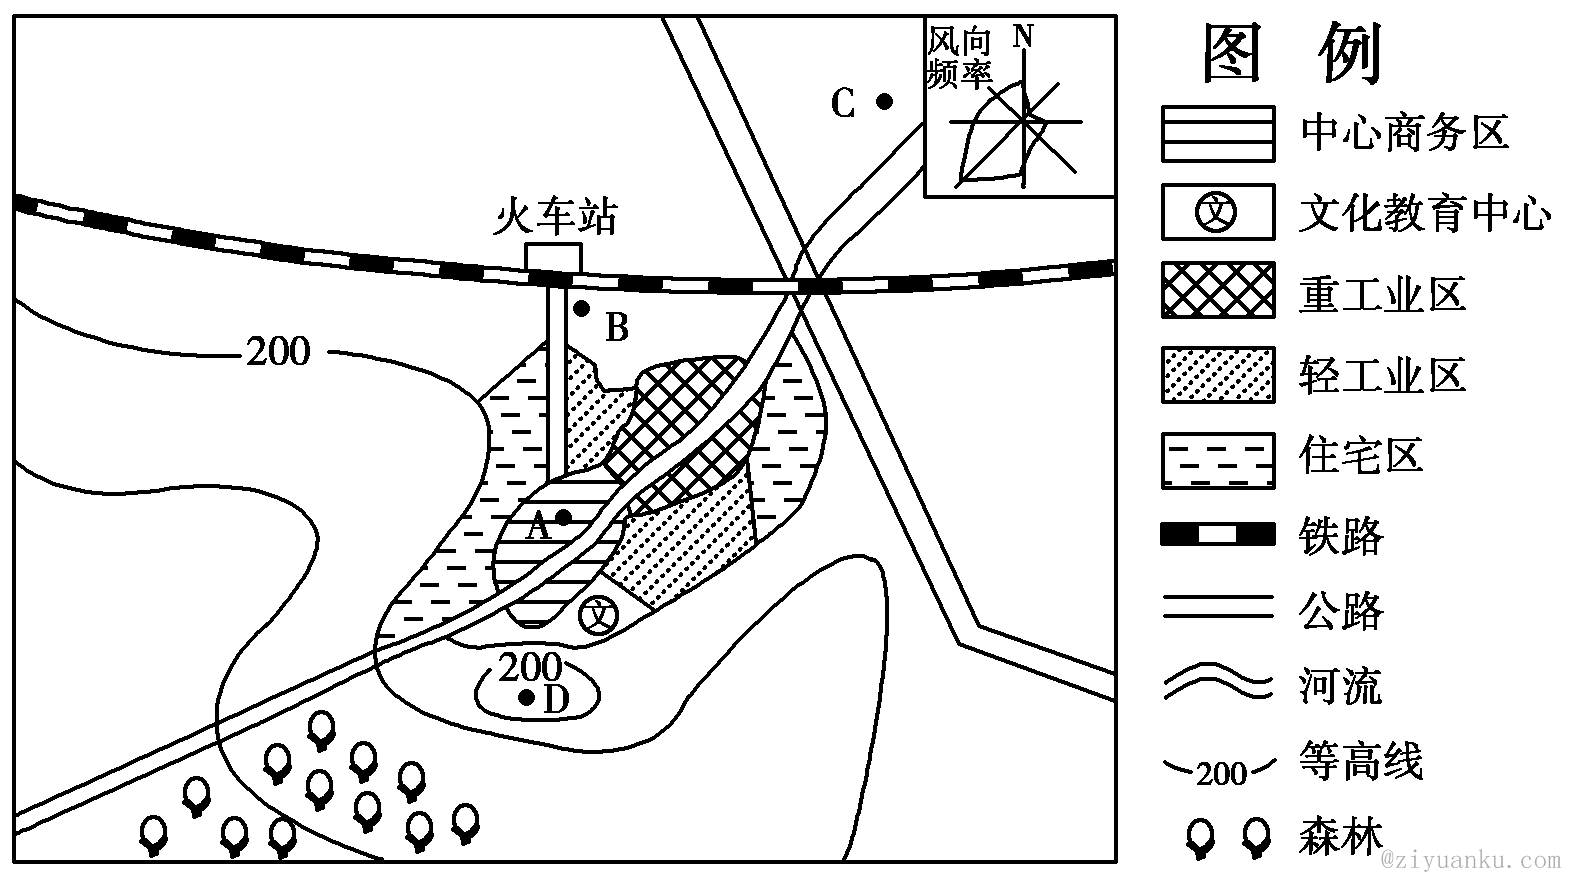 风向
频率
N
C
火车站
B
200
A
文
200
D
图 例
中心商务区
文 文化教育中心
重工业区
轻工业区
住宅区
铁路
公路
河流
200 等高线
森林
@ziyuanku.com